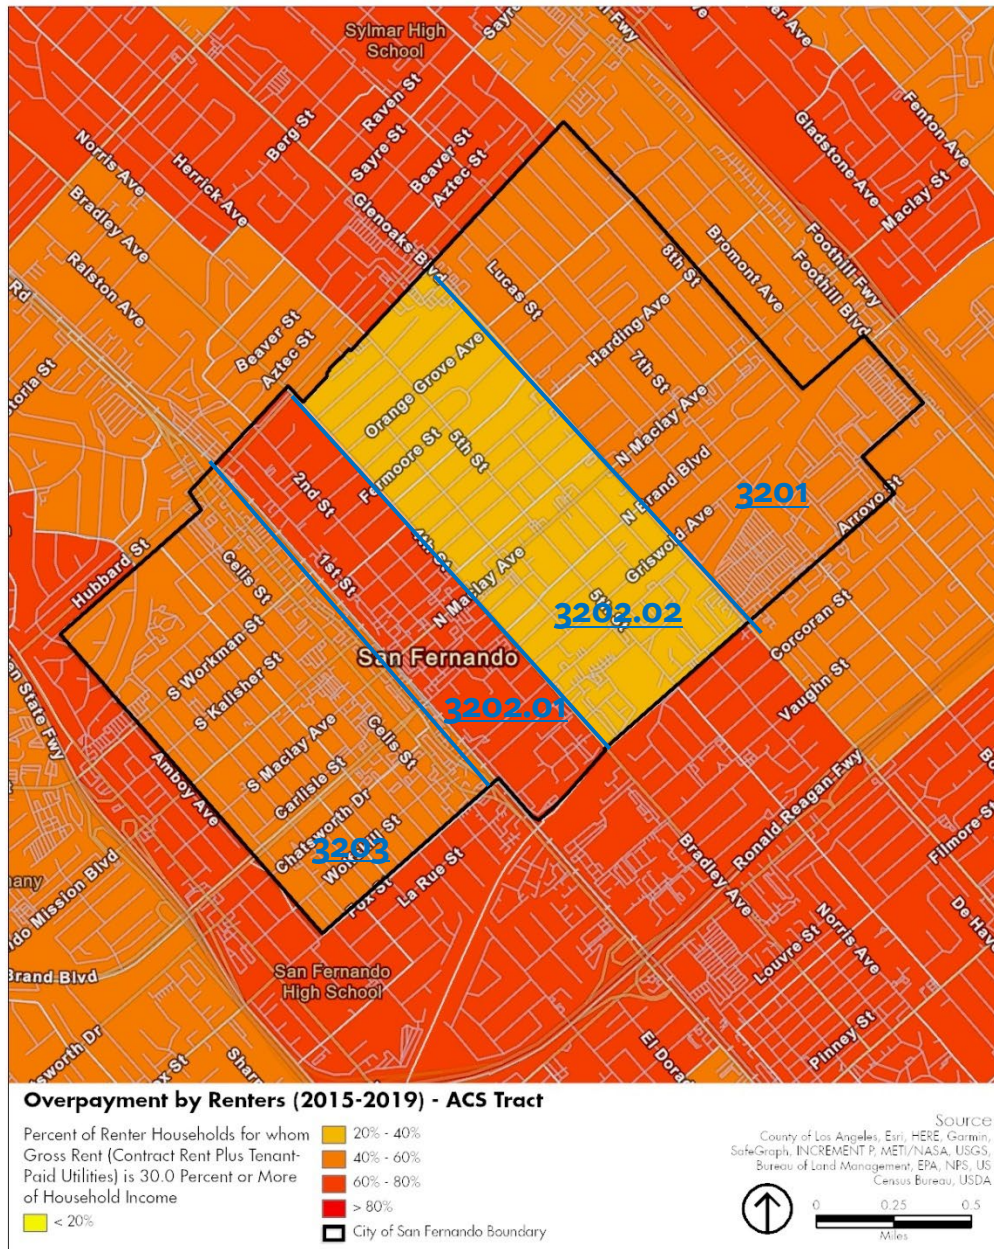 Sylmar High
School
Raven St
Berg St
Sayre St
Beaver St
Aztec St
Norris Ave
Herrick Ave
Bradley Ave
Glenoaks Blvd
Ralston Ave
Beaver St
Aztec St
Fenton Ave
Gladstone Ave
Maclay St
Foothill Fwy
Foothill Blvd
Bromont Ave
8th St
Lucas St
Harding Ave
7th St
Orange Grove Ave
N Maclay Ave
5th St
Fermoore St
N Brand Blvd
3201
2nd St
4th St
Griswold Ave
Arroyo St
Hubbard St
Cells St
1st St
N Maclay Ave
3202.02
5th St
Corcoran St
S Workman St
San Fernando
S Kalisher St
3202.01
Vaughn St
S Maclay Ave
Cells St
Amboy Ave
Carlisle St
Chatsworth Dr
3203
Fox St
La Rue St
Ronald Reagan Fwy
Bradley Ave
Filmore St
Norris Ave
Louvre St
Brand Blvd
San Fernando
High School
Pinney St
Overpayment by Renters (2015-2019) - ACS Tract
Percent of Renter Households for whom
Gross Rent (Contract Rent Plus Tenant-
Paid Utilities) is 30.0 Percent or More
of Household Income
< 20%
20% - 40%
40% - 60%
60% - 80%
> 80%
City of San Fernando Boundary
Source
County of Los Angeles, Esri, HERE, Garmin,
SafeGraph, INCREMENT P, METI/NASA, USGS,
Bureau of Land Management, EPA, NPS, US
Census Bureau, USDA
0 0.25 0.5
Miles